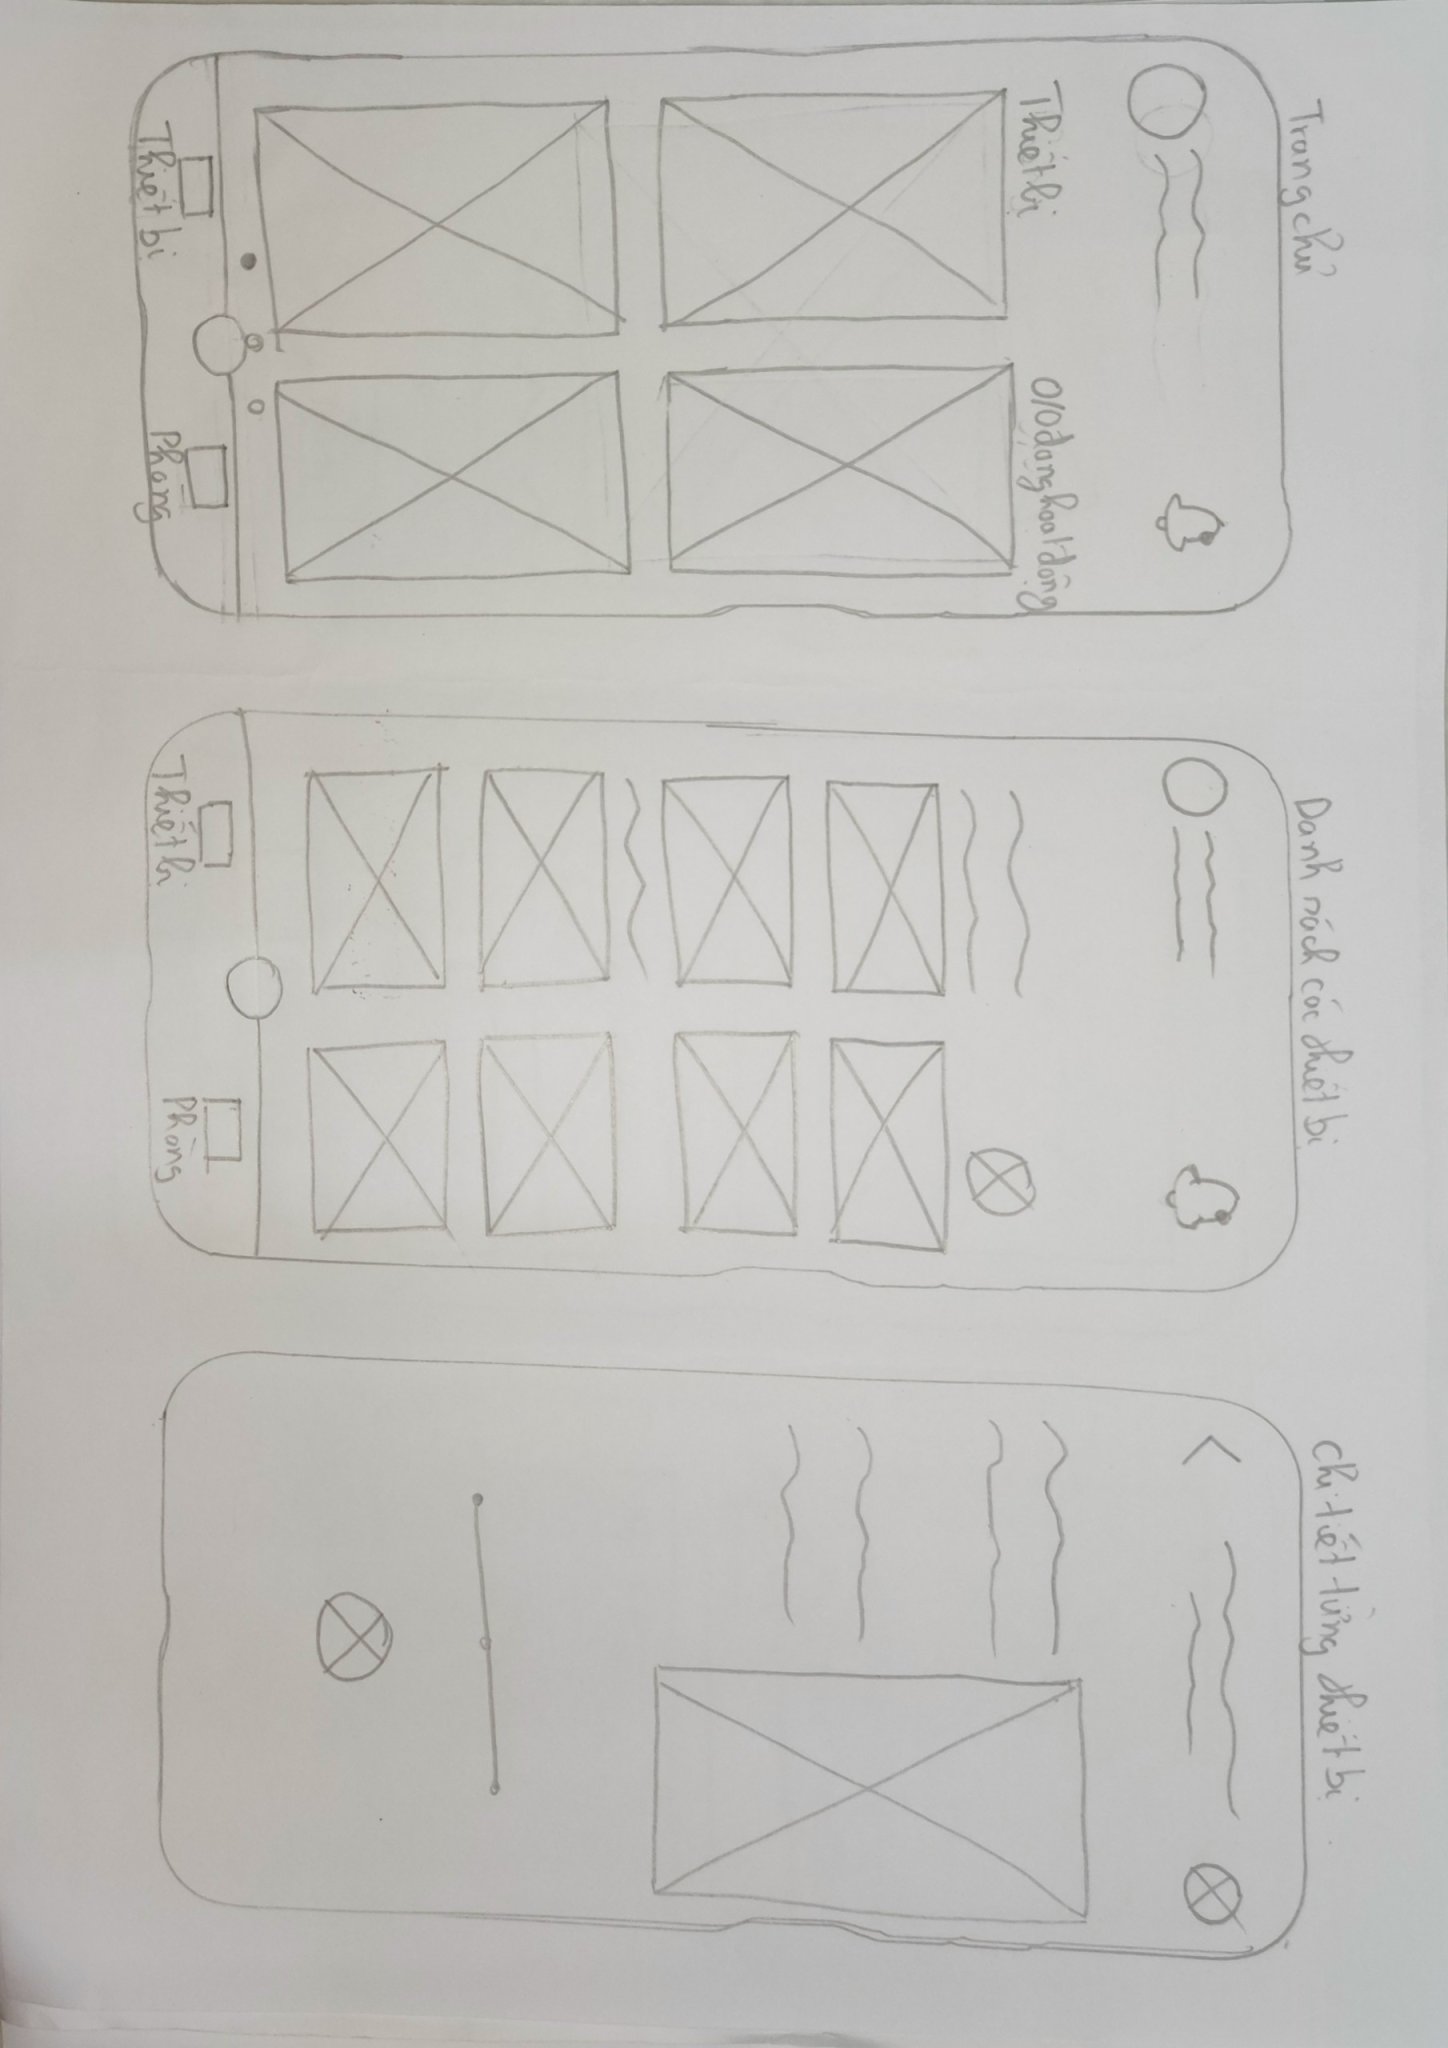 Trang chủ
Thiết bị
0/0 đang hoạt động
Thiết bị
Phòng
Danh sách các thiết bị
Thiết bị
Phòng
Chi tiết từng thiết bị